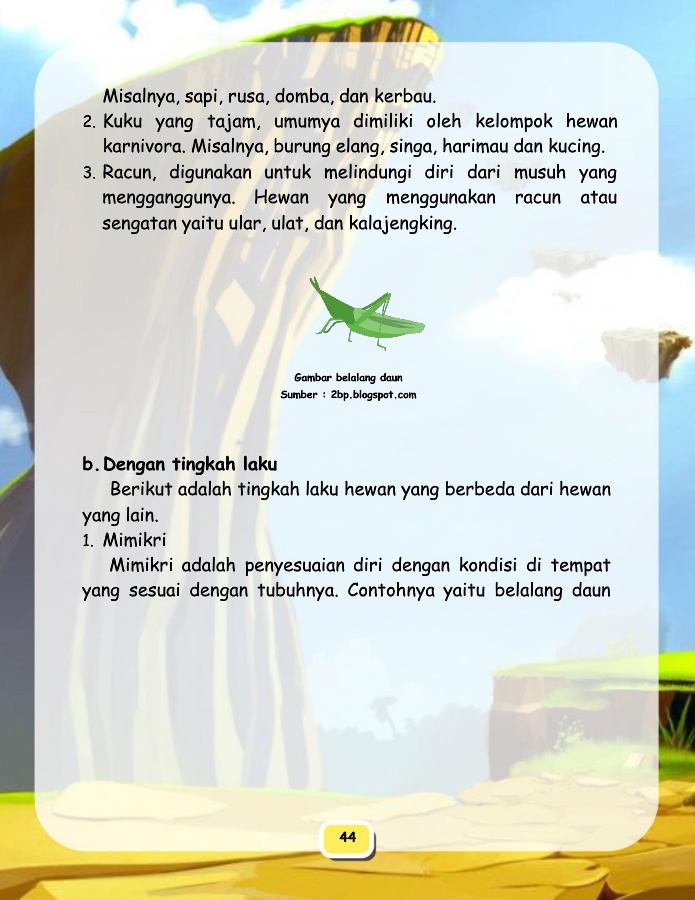 Misalnya, sapi, rusa, domba, dan kerbau.
2. Kuku yang tajam, umumya dimiliki oleh kelompok hewan
karnivora. Misalnya, burung elang, singa, harimau dan kucing.
3. Racun, digunakan untuk melindungi diri dari musuh yang
mengganggunya. Hewan yang menggunakan racun atau
sengatan yaitu ular, ulat, dan kalajengking.
Gambar belalang daun
Sumber : 2bp.blogspot.com
b. Dengan tingkah laku
Berikut adalah tingkah laku hewan yang berbeda dari hewan
yang lain.
1. Mimikri
Mimikri adalah penyesuaian diri dengan kondisi di tempat
yang sesuai dengan tubuhnya. Contohnya yaitu belalang daun
44